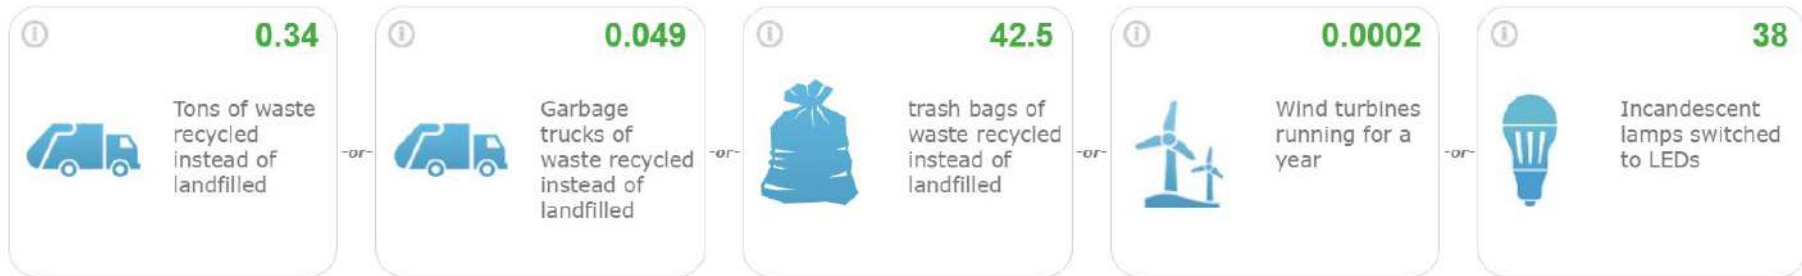 0.34
Tons of waste
recycled
instead of
landfilled
-or-
0.049
Garbage
trucks of
waste recycled
instead of
landfilled
-or-
42.5
trash bags of
waste recycled
instead of
landfilled
-or-
0.0002
Wind turbines
running for a
year
-or-
38
Incandescent
lamps switched
to LEDs